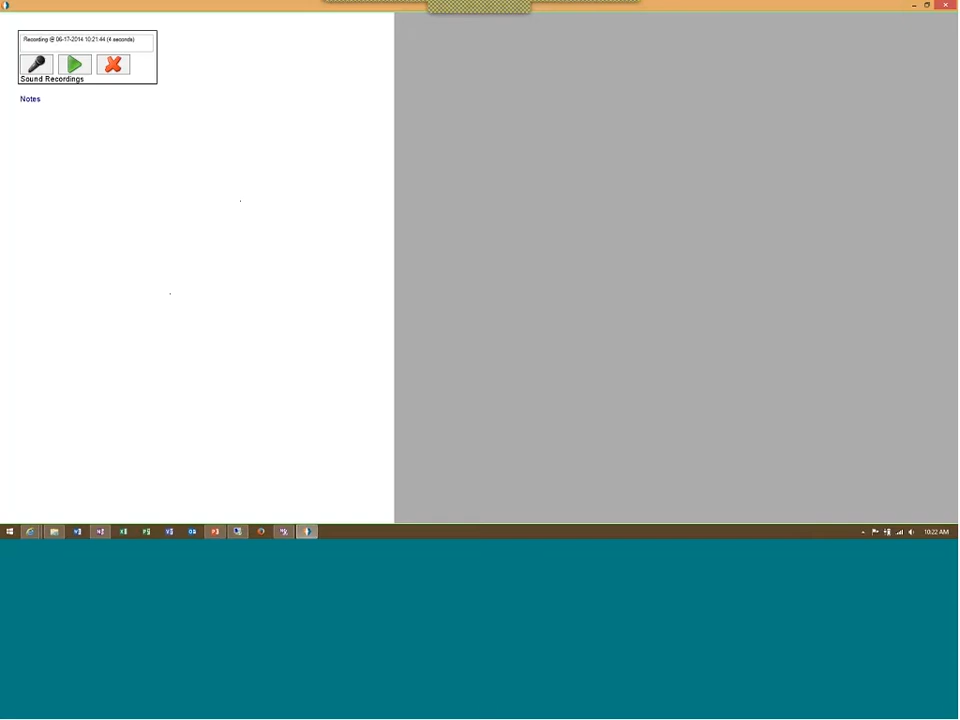 Recording @ 06-17-2014 10:21:44 (4 seconds)
Sound Recordings
Notes
10:22 AM